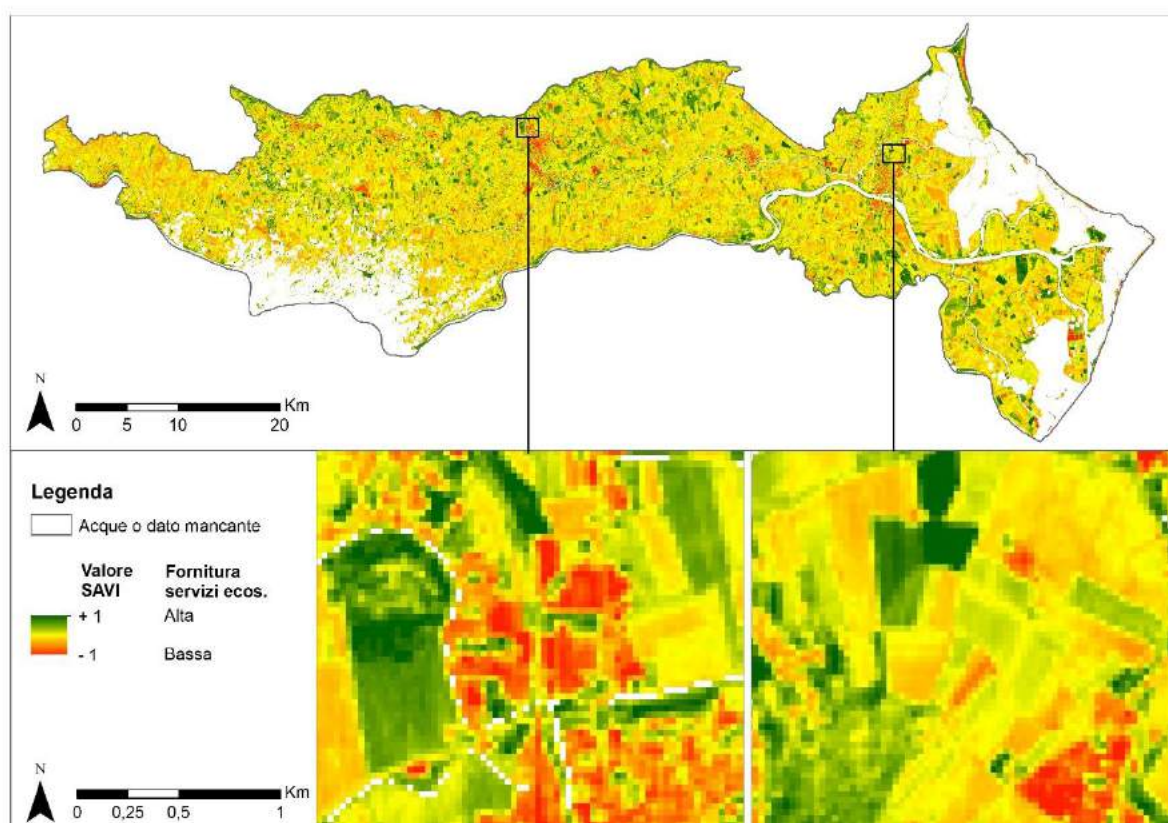 N
Km
0 5 10 20
Legenda
Acque o dato mancante
Valore SAVI
Fornitura servizi ecos.
+ 1 Alta
- 1 Bassa
N
Km
0 0,25 0,5 1